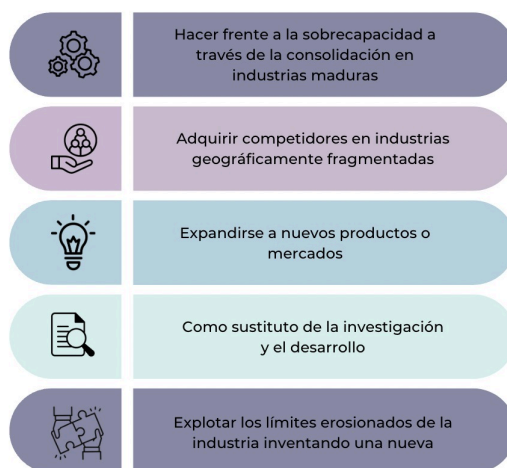 Hacer frente a la sobrecapacidad a
través de la consolidación en
industrias maduras
Adquirir competidores en industrias
geográficamente fragmentadas
Expandirse a nuevos productos o
mercados
Como sustituto de la investigación
y el desarrollo
Explotar los límites erosionados de la
industria inventando una nueva